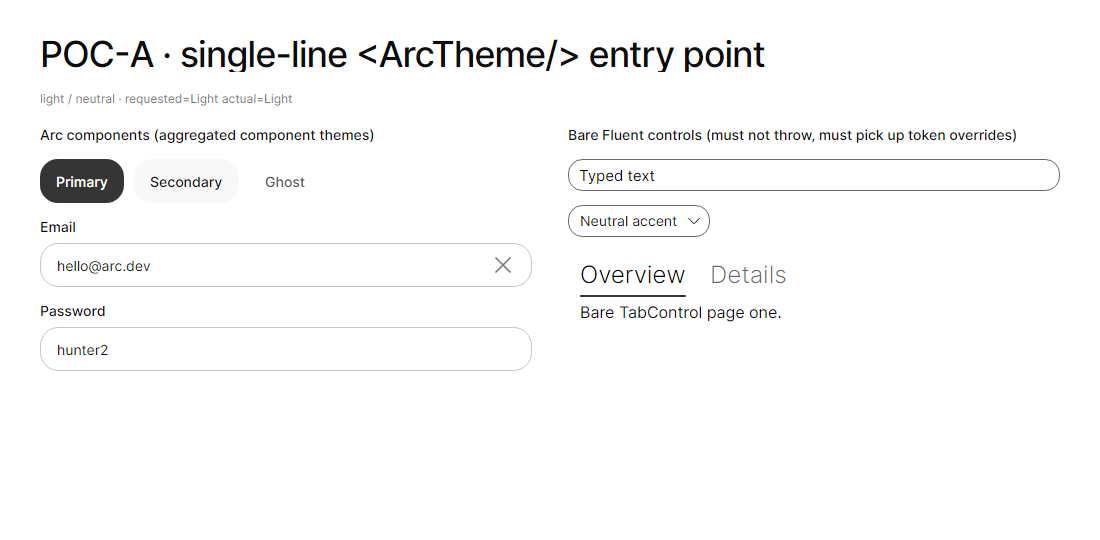 POC-A · single-line <ArcTheme/> entry point
light / neutral · requested=Light actual=Light
Arc components (aggregated component themes)
Primary
Secondary
Ghost
Email
hello@arc.dev
Password
hunter2
Bare Fluent controls (must not throw, must pick up token overrides)
Typed text
Neutral accent
Overview
Details
Bare TabControl page one.